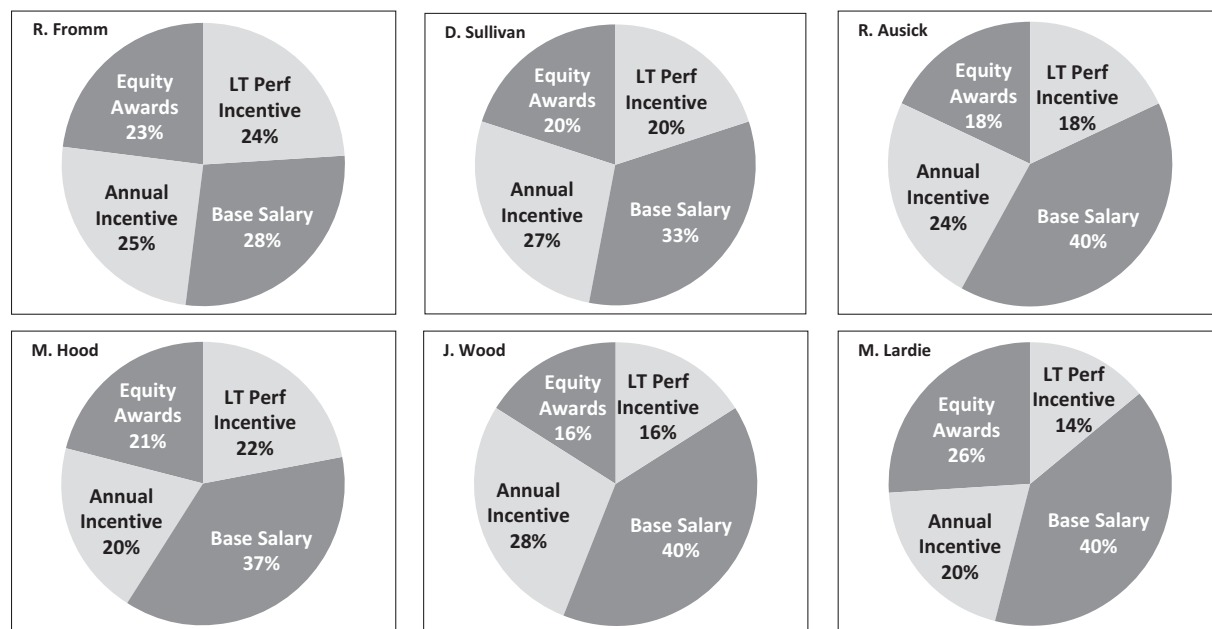 R. Fromm
Equity
Awards
23%
LT Perf
Incentive
24%
Annual
Incentive
25%
Base Salary
28%
D. Sullivan
Equity
Awards
20%
LT Perf
Incentive
20%
Annual
Incentive
27%
Base Salary
33%
R. Ausick
Equity
Awards
18%
LT Perf
Incentive
18%
Annual
Incentive
24%
Base Salary
40%
M. Hood
Equity
Awards
21%
LT Perf
Incentive
22%
Annual
Incentive
20%
Base Salary
37%
J. Wood
Equity
Awards
16%
LT Perf
Incentive
16%
Annual
Incentive
28%
Base Salary
40%
M. Lardie
Equity
Awards
26%
LT Perf
Incentive
14%
Annual
Incentive
20%
Base Salary
40%